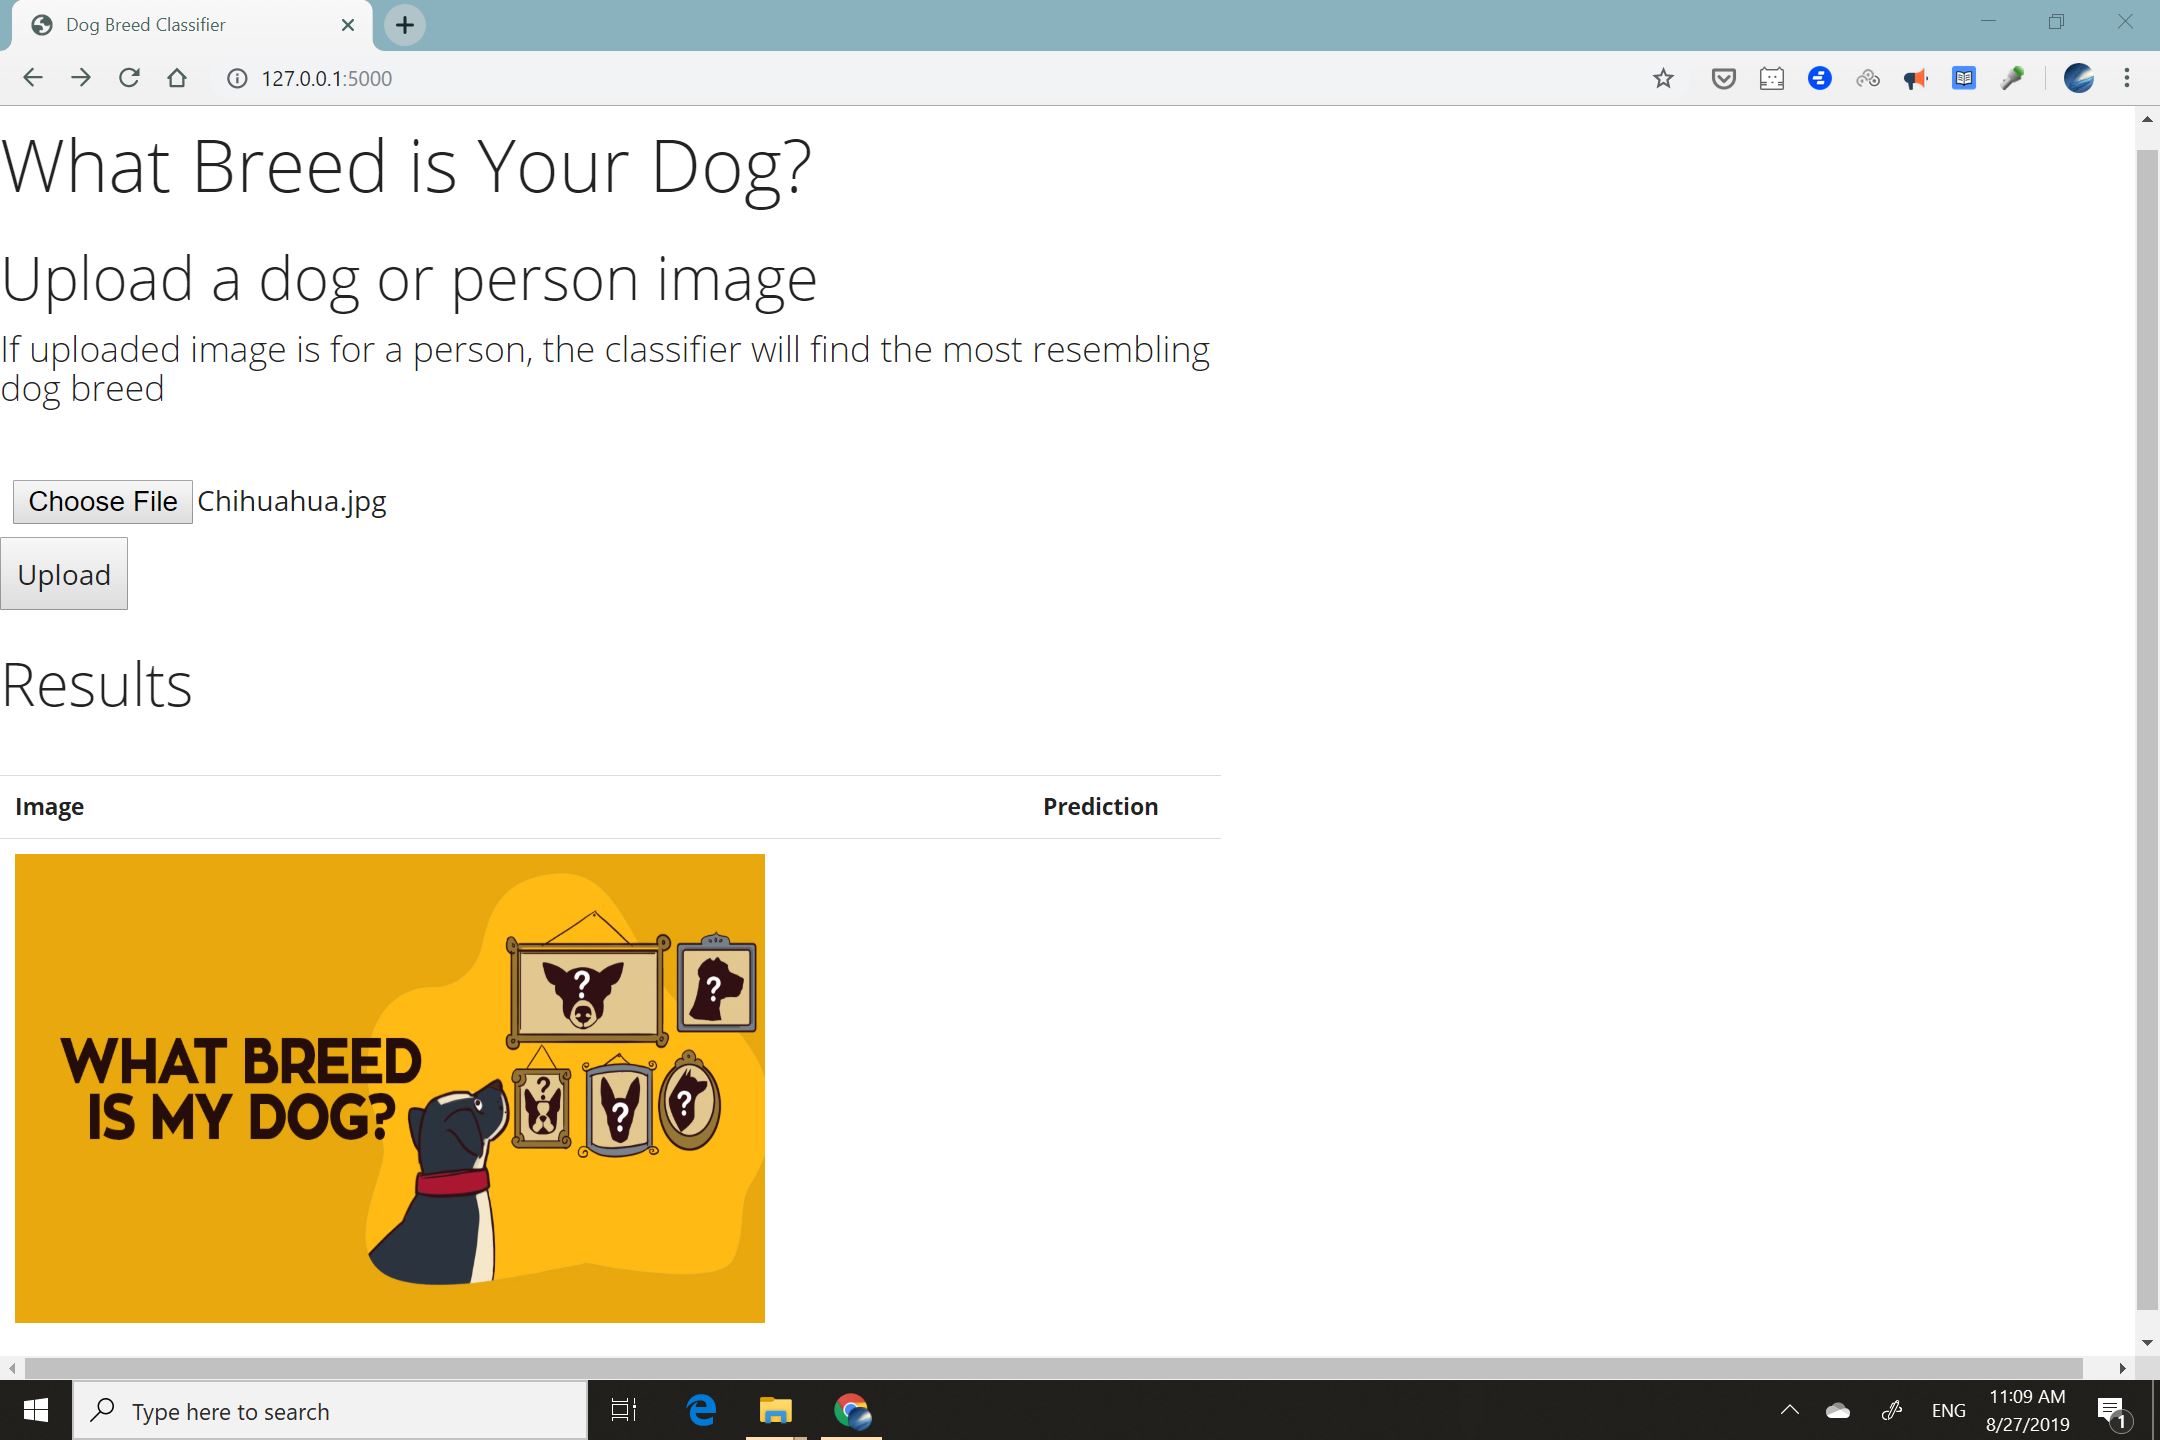 Dog Breed Classifier
127.0.0.1:5000
What Breed is Your Dog?
Upload a dog or person image
If uploaded image is for a person, the classifier will find the most resembling
dog breed
Choose File Chihuahua.jpg
Upload
Results
Image Prediction
WHAT BREED
IS MY DOG?
?
?
?
?
?
Type here to search
ENG
11:09 AM
8/27/2019
1